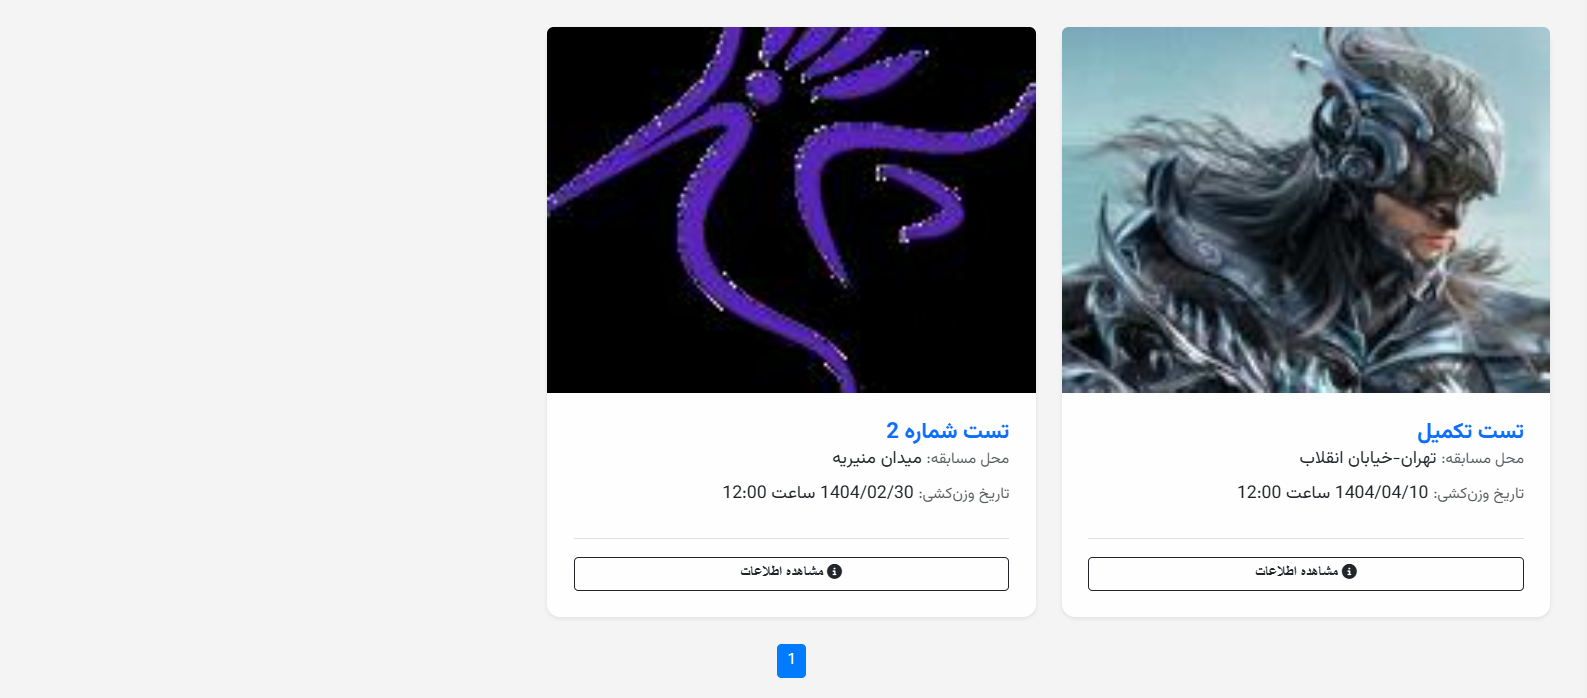 تست تکمیل
محل مسابقه: تهران-خیابان انقلاب
تاریخ وزن‌کشی: 1404/04/10 ساعت 12:00
مشاهده اطلاعات
تست شماره 2
محل مسابقه: میدان منیریه
تاریخ وزن‌کشی: 1404/02/30 ساعت 12:00
مشاهده اطلاعات
1